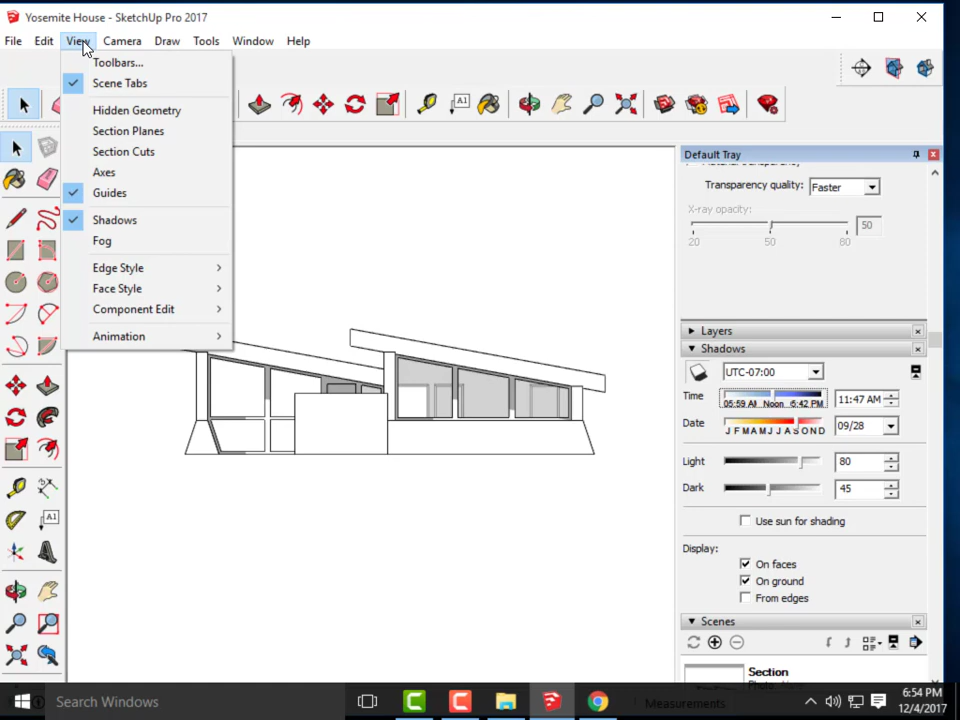 Yosemite House - SketchUp Pro 2017
File Edit View Camera Draw Tools Window Help
Toolbars...
Scene Tabs
Hidden Geometry
Section Planes
Section Cuts
Axes
Guides
Shadows
Fog
Edge Style
Face Style
Component Edit
Animation
A1
A1
Default Tray
Transparency quality: Faster
X-ray opacity:
50
20 50 80
Layers
Shadows
UTC-07:00
Time
05:59 AM Noon 6:42 PM
11:47 AM
Date
J F M A M J J A S O N D
09/28
Light 80
Dark 45
Use sun for shading
Display:
On faces
On ground
From edges
Scenes
Section
Measurements
Search Windows
6:54 PM
12/4/2017